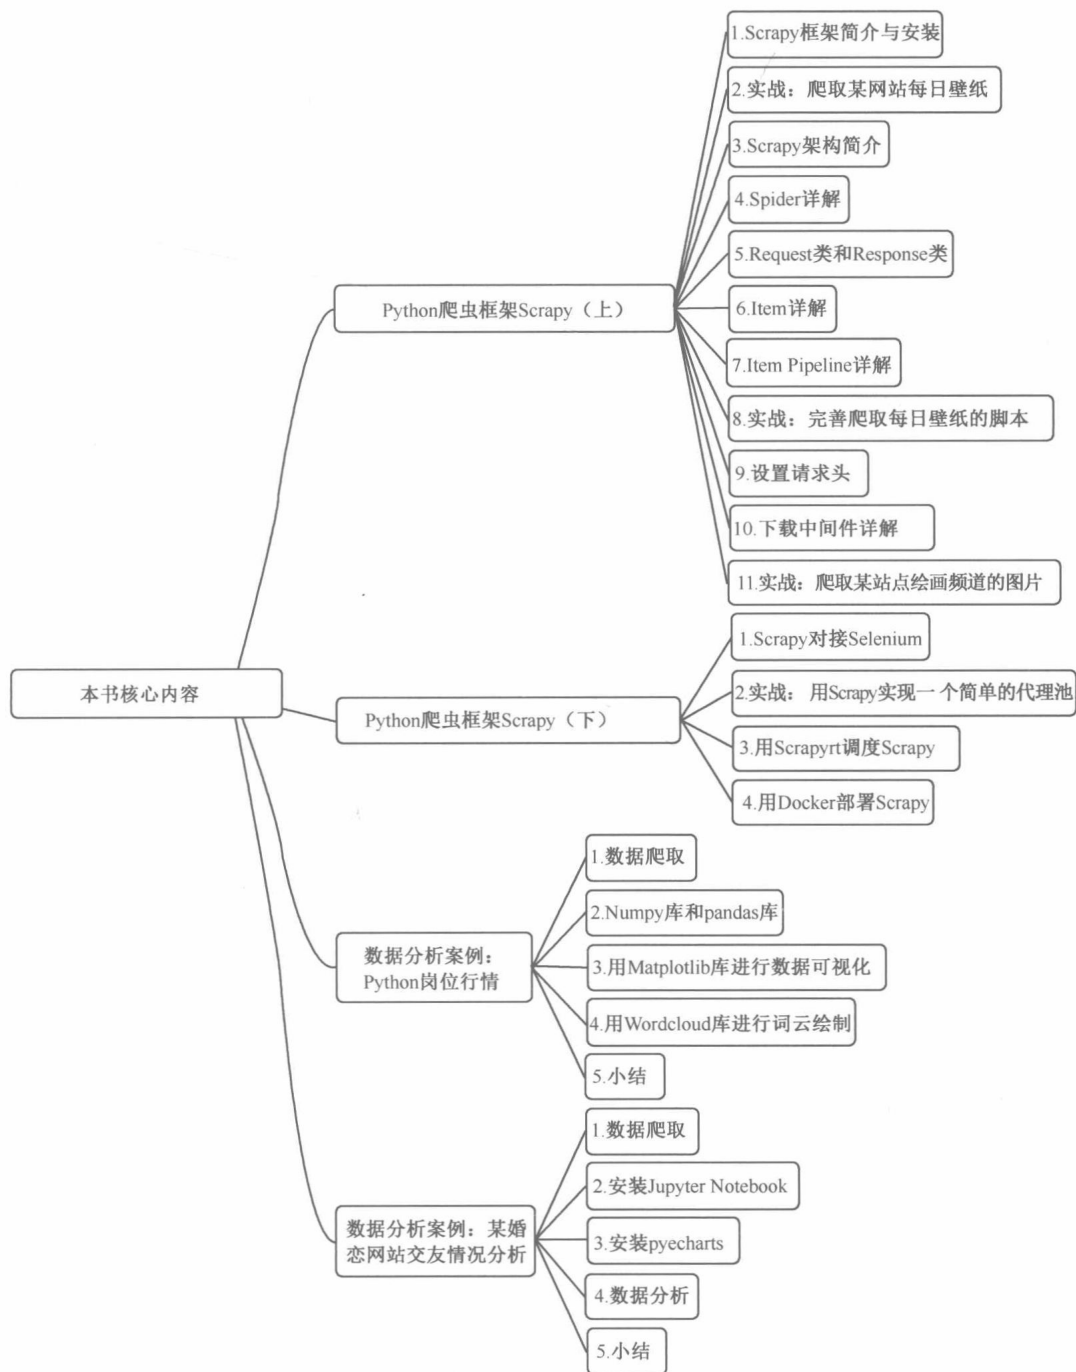 本书核心内容
Python爬虫框架Scrapy（上）
1.Scrapy框架简介与安装
2.实战：爬取某网站每日壁纸
3.Scrapy架构简介
4.Spider详解
5.Request类和Response类
6.Item详解
7.Item Pipeline详解
8.实战：完善爬取每日壁纸的脚本
9.设置请求头
10.下载中间件详解
11.实战：爬取某站点绘画频道的图片
Python爬虫框架Scrapy（下）
1.Scrapy对接Selenium
2.实战：用Scrapy实现一个简单的代理池
3.用Scrapyrt调度Scrapy
4.用Docker部署Scrapy
数据分析案例：
Python岗位行情
1.数据爬取
2.Numpy库和pandas库
3.用Matplotlib库进行数据可视化
4.用Wordcloud库进行词云绘制
5.小结
数据分析案例：某婚
恋网站交友情况分析
1.数据爬取
2.安装Jupyter Notebook
3.安装pyecharts
4.数据分析
5.小结